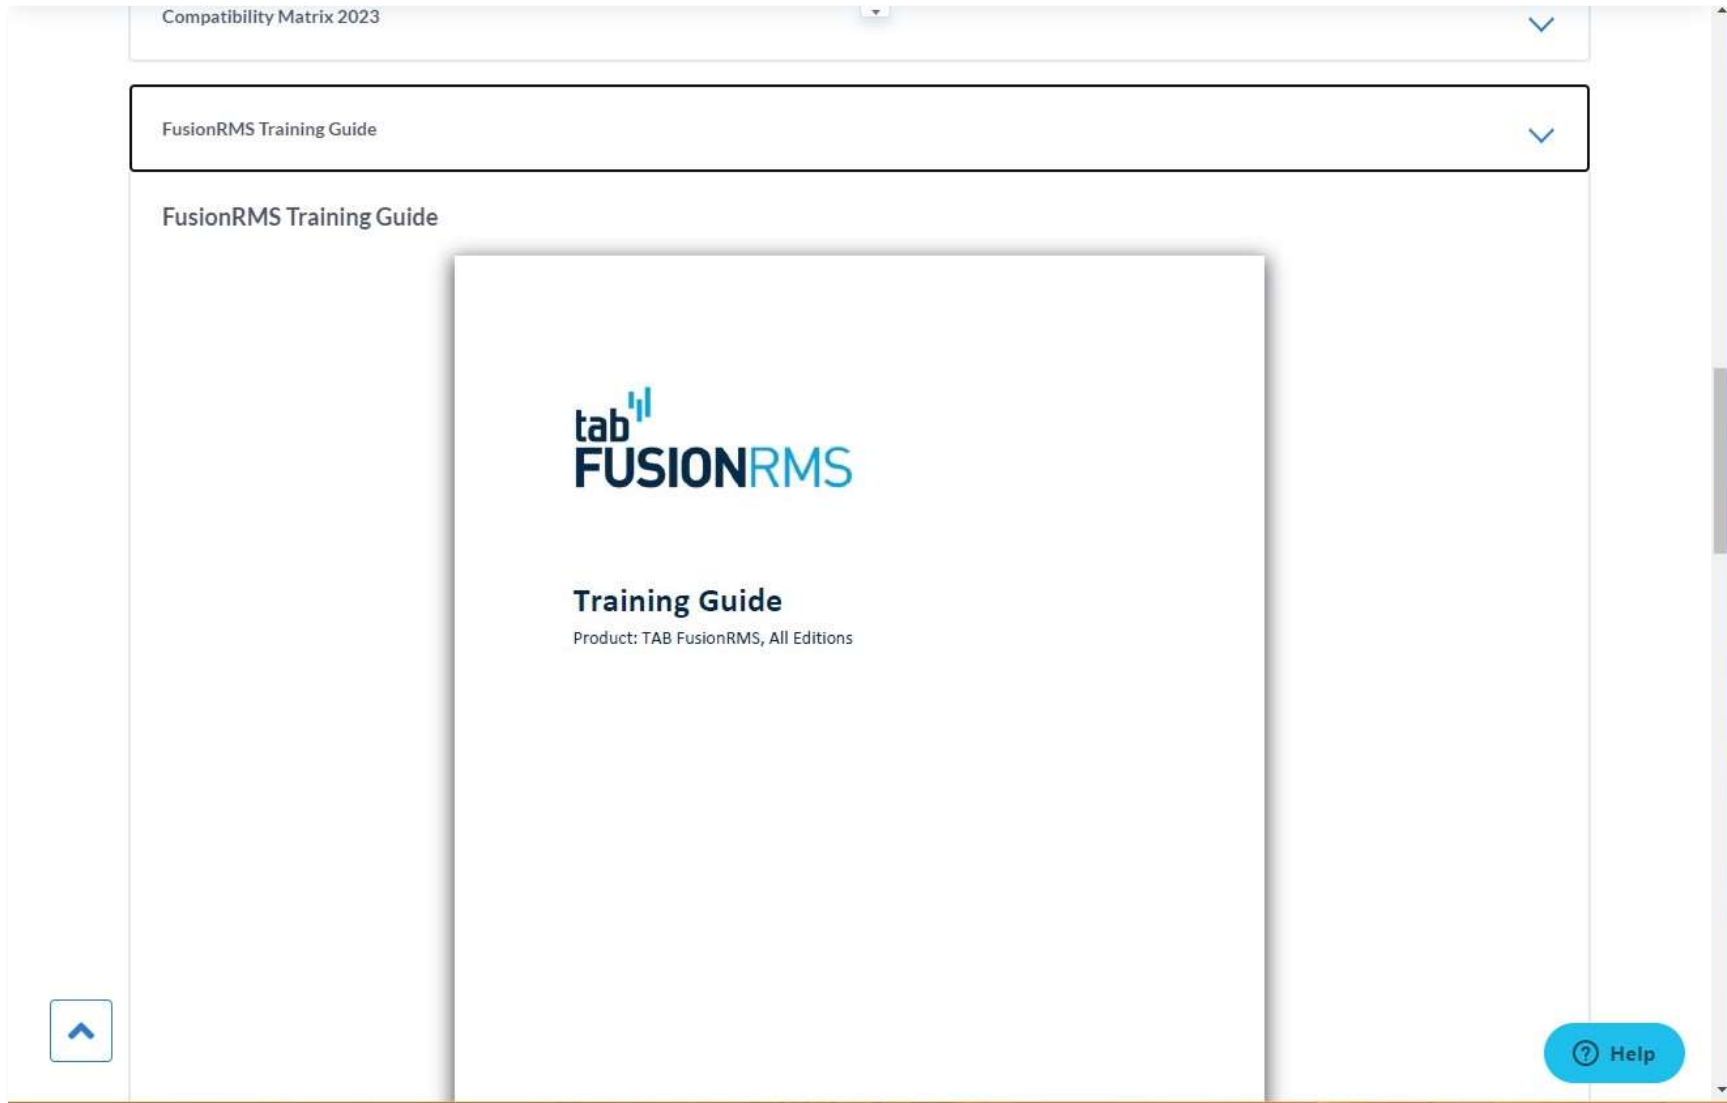 Compatibility Matrix 2023
FusionRMS Training Guide
FusionRMS Training Guide
tab
FUSIONRMS
Training Guide
Product: TAB FusionRMS, All Editions
? Help